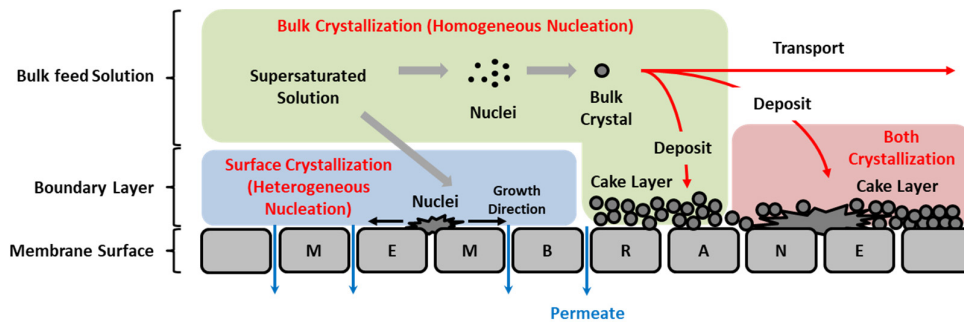 Bulk Crystallization (Homogeneous Nucleation)
Bulk feed Solution
Supersaturated
Solution
Nuclei
Bulk
Crystal
Transport
Deposit
Deposit
Both
Crystallization
Cake Layer
Boundary Layer
Surface Crystallization
(Heterogeneous
Nucleation)
Nuclei
Growth
Direction
Cake Layer
Membrane Surface
M E M B R A N E
Permeate